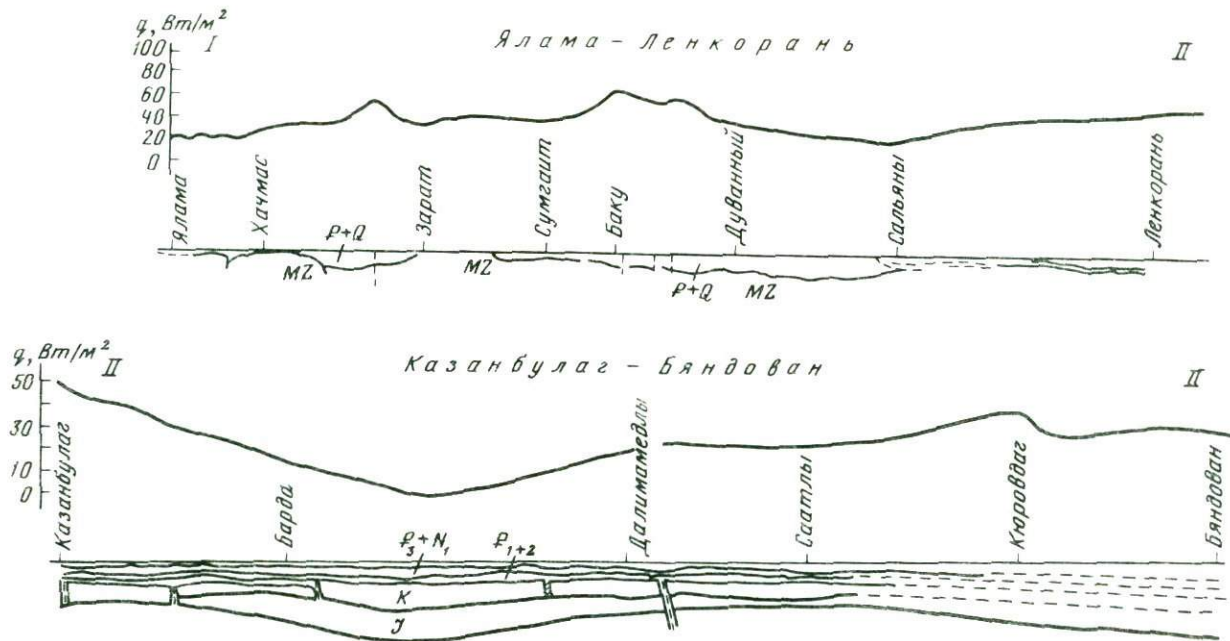 q, Вт/м²
I
Ялама – Ленкорань
II
100
80
60
40
20
0
Ялама
Хачмас
Зарат
Сумгаит
Баку
Дуванный
Сальяны
Ленкорань
₽+Q
MZ
MZ
₽+Q
MZ
q, Вт/м²
II
Казанбулаг – Бяндован
II
50
30
10
0
Казанбулаг
Барда
Далимамедлы
Саатлы
Кюровдаг
Бяндован
₽₃+N₁
₽₁₊₂
K
J